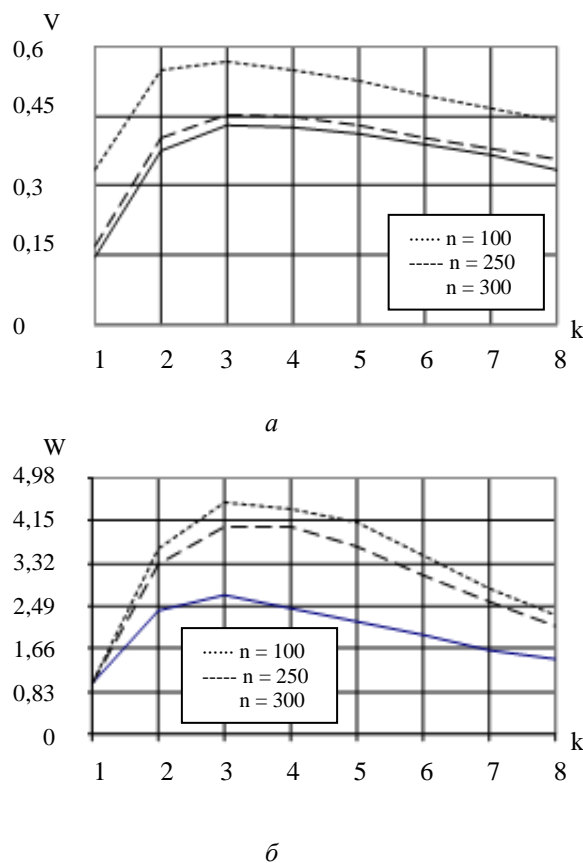 V
0,6
0,45
0,3
0,15
0
n = 100
n = 250
n = 300
k
1 2 3 4 5 6 7 8
а
W
4,98
4,15
3,32
2,49
1,66
0,83
0
n = 100
n = 250
n = 300
k
1 2 3 4 5 6 7 8
б